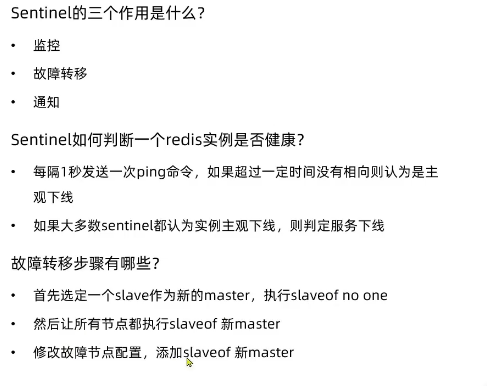 Sentinel的三个作用是什么？
• 监控
• 故障转移
• 通知
Sentinel如何判断一个redis实例是否健康？
• 每隔1秒发送一次ping命令，如果超过一定时间没有相向则认为是主
观下线
• 如果大多数sentinel都认为实例主观下线，则判定服务下线
故障转移步骤有哪些？
• 首先选定一个slave作为新的master，执行slaveof no one
• 然后让所有节点都执行slaveof 新master
• 修改故障节点配置，添加slaveof 新master